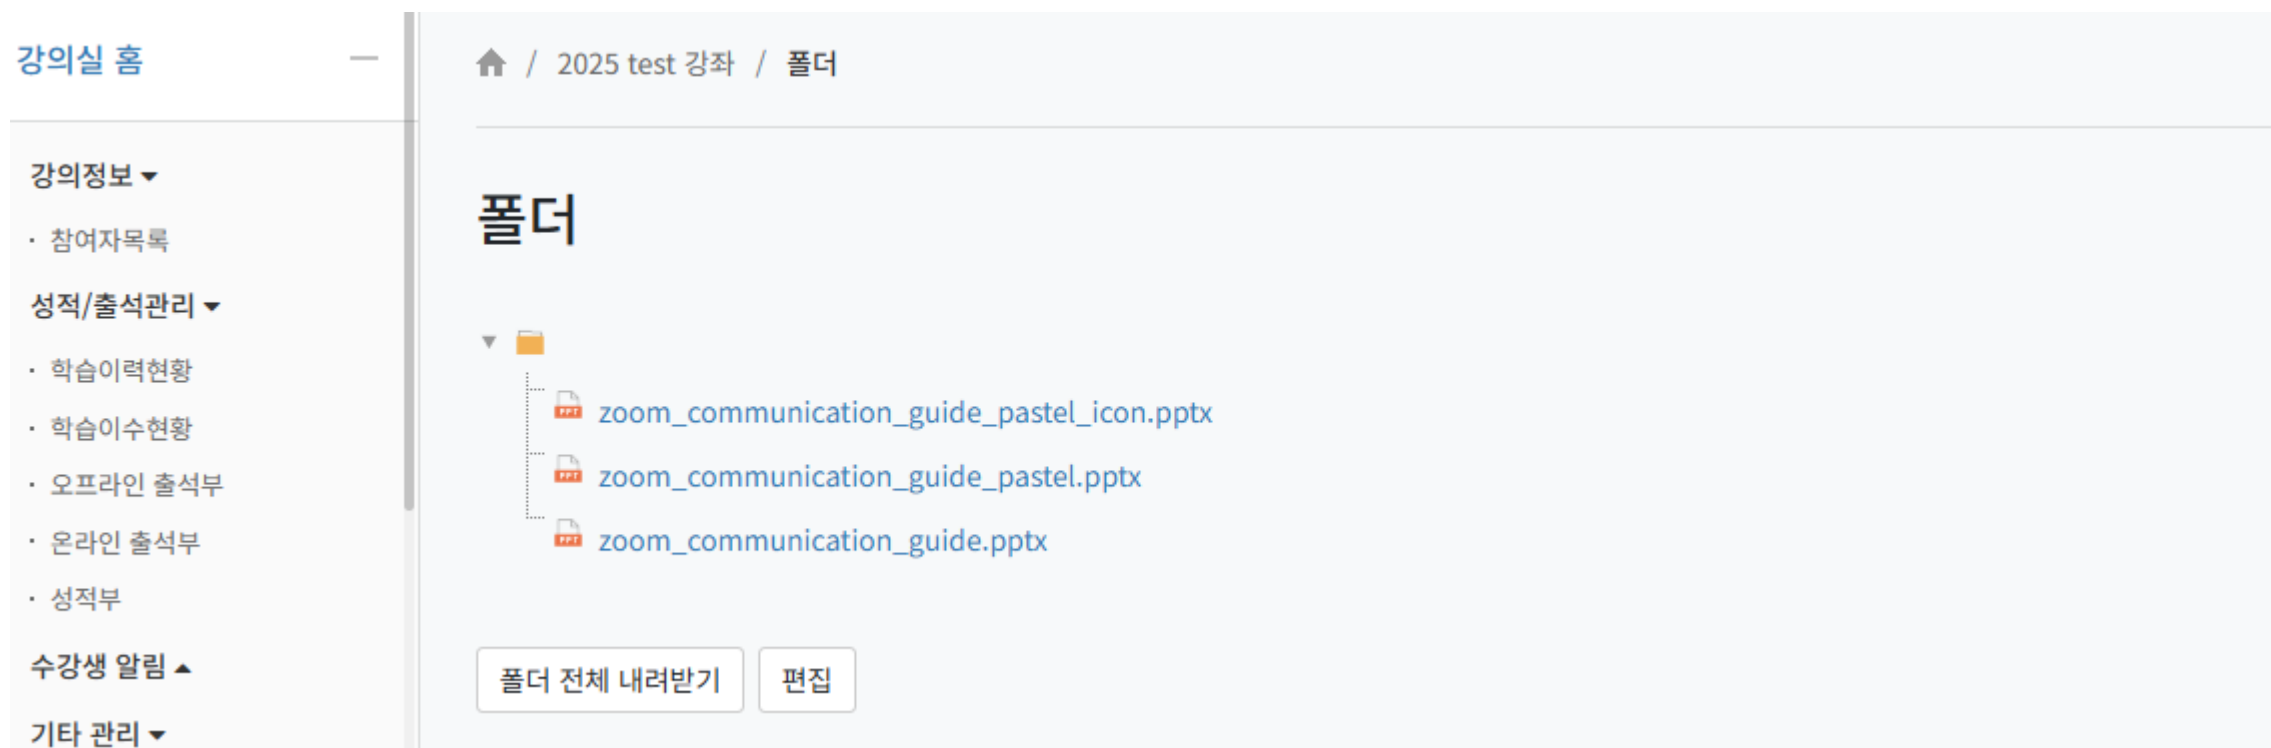 강의실 홈
강의정보
· 참여자목록
성적/출석관리
· 학습이력현황
· 학습이수현황
· 오프라인 출석부
· 온라인 출석부
· 성적부
수강생 알림
기타 관리
/ 2025 test 강좌 / 폴더
폴더
PPT zoom_communication_guide_pastel_icon.pptx
PPT zoom_communication_guide_pastel.pptx
PPT zoom_communication_guide.pptx
폴더 전체 내려받기 편집